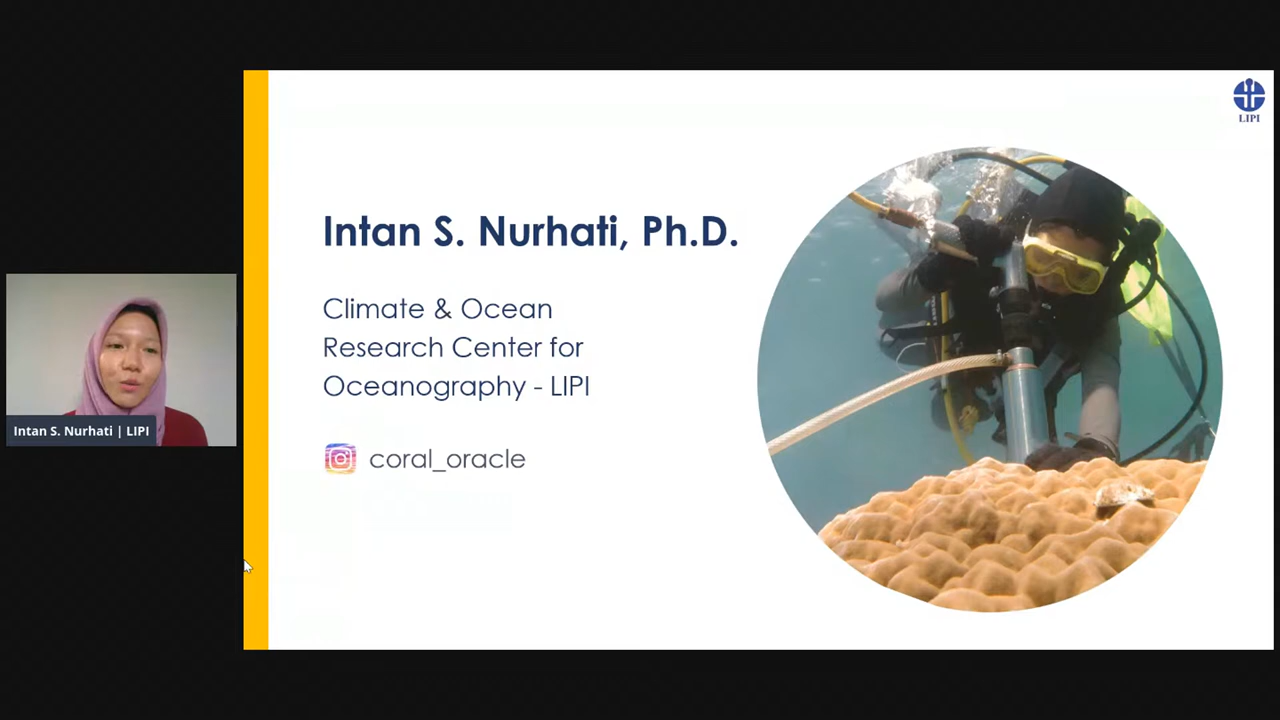 LIPI
Intan S. Nurhati, Ph.D.
Climate & Ocean
Research Center for
Oceanography - LIPI
coral_oracle
Intan S. Nurhati | LIPI